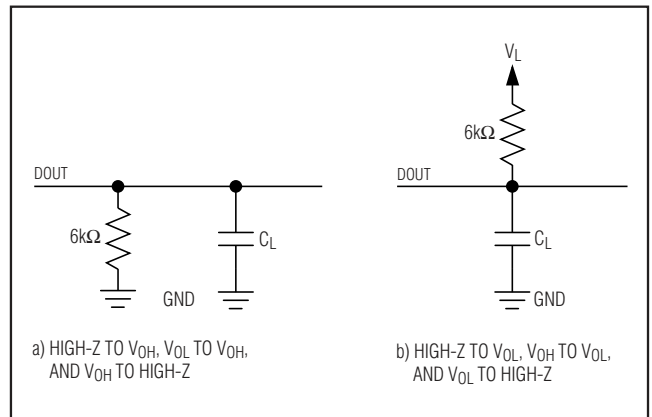 DOUT
6kΩ
C_L
GND
a) HIGH-Z TO V_OH, V_OL TO V_OH,
AND V_OH TO HIGH-Z
V_L
6kΩ
DOUT
C_L
GND
b) HIGH-Z TO V_OL, V_OH TO V_OL,
AND V_OL TO HIGH-Z